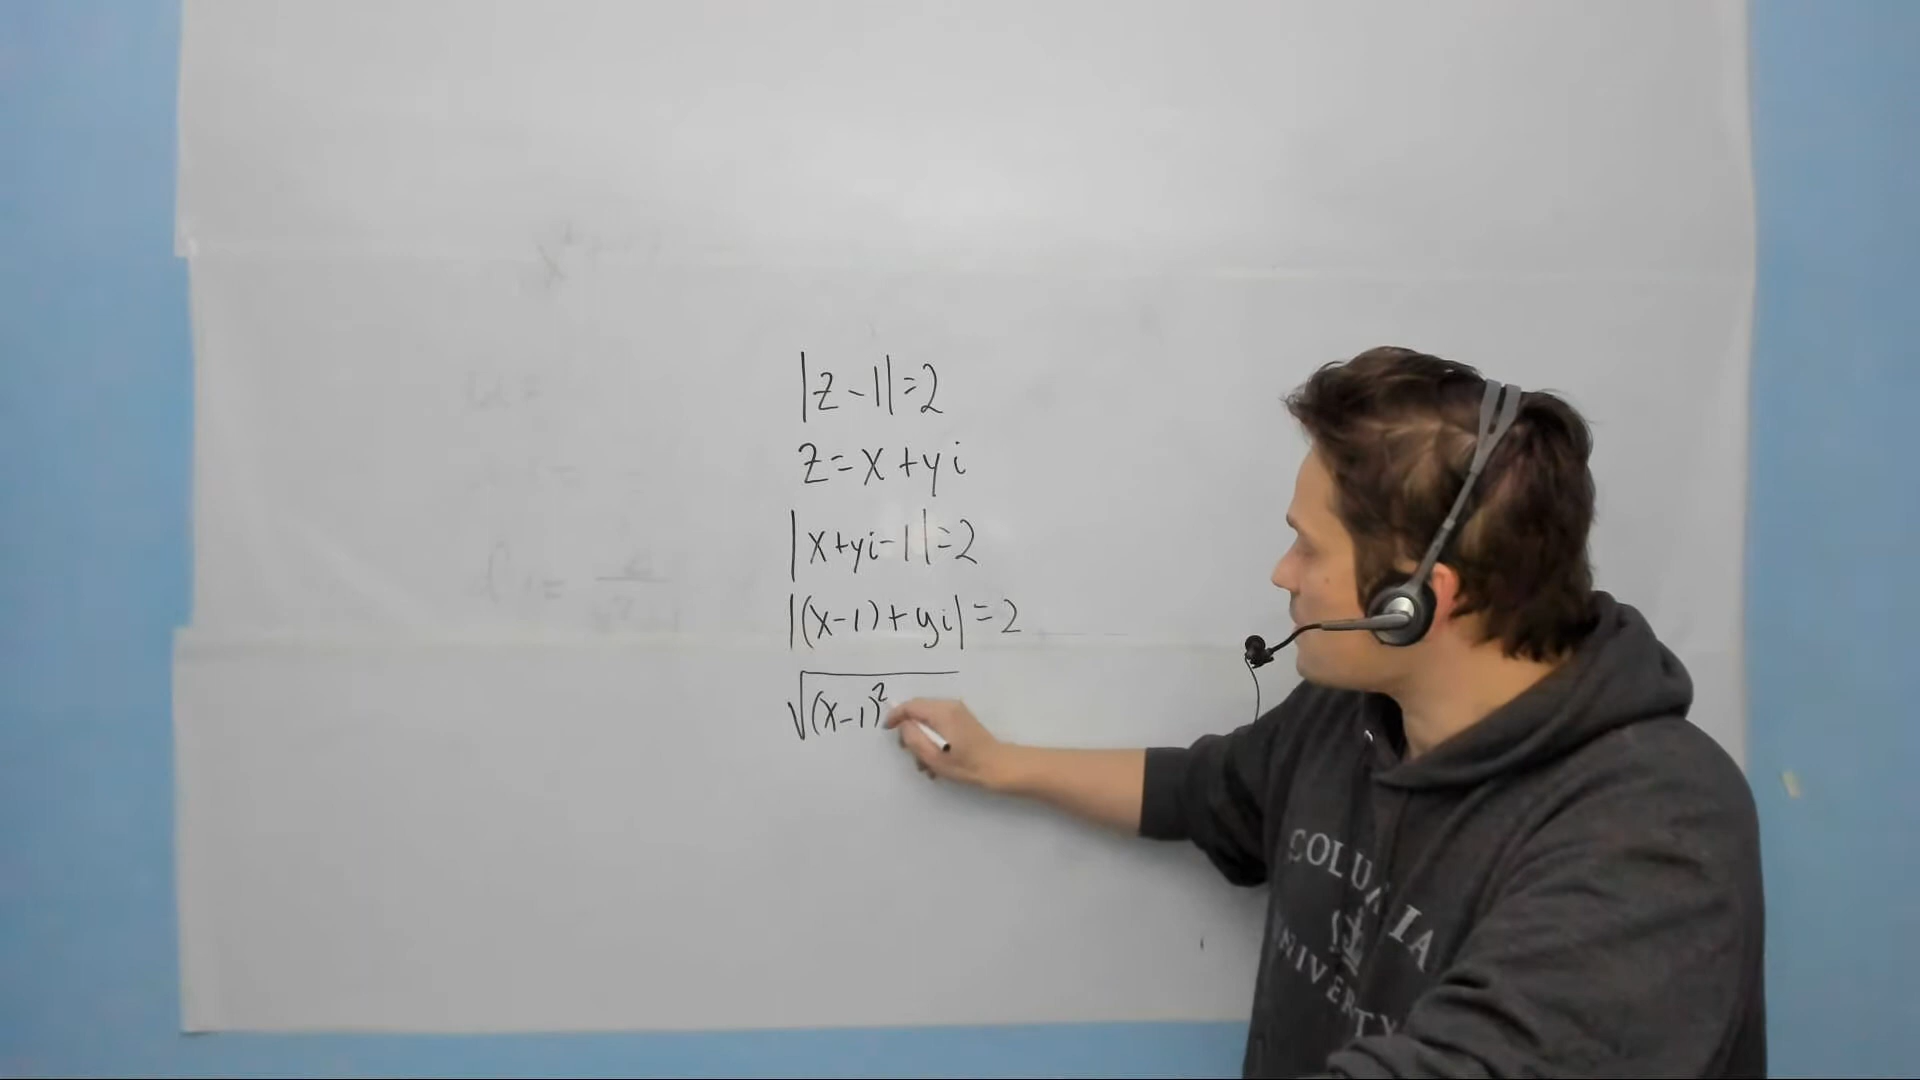 |z-1|=2
z=x+yi
|x+yi-1|=2
|(x-1)+yi|=2
√(x-1)²
COLUMBIA
UNIVERSITY